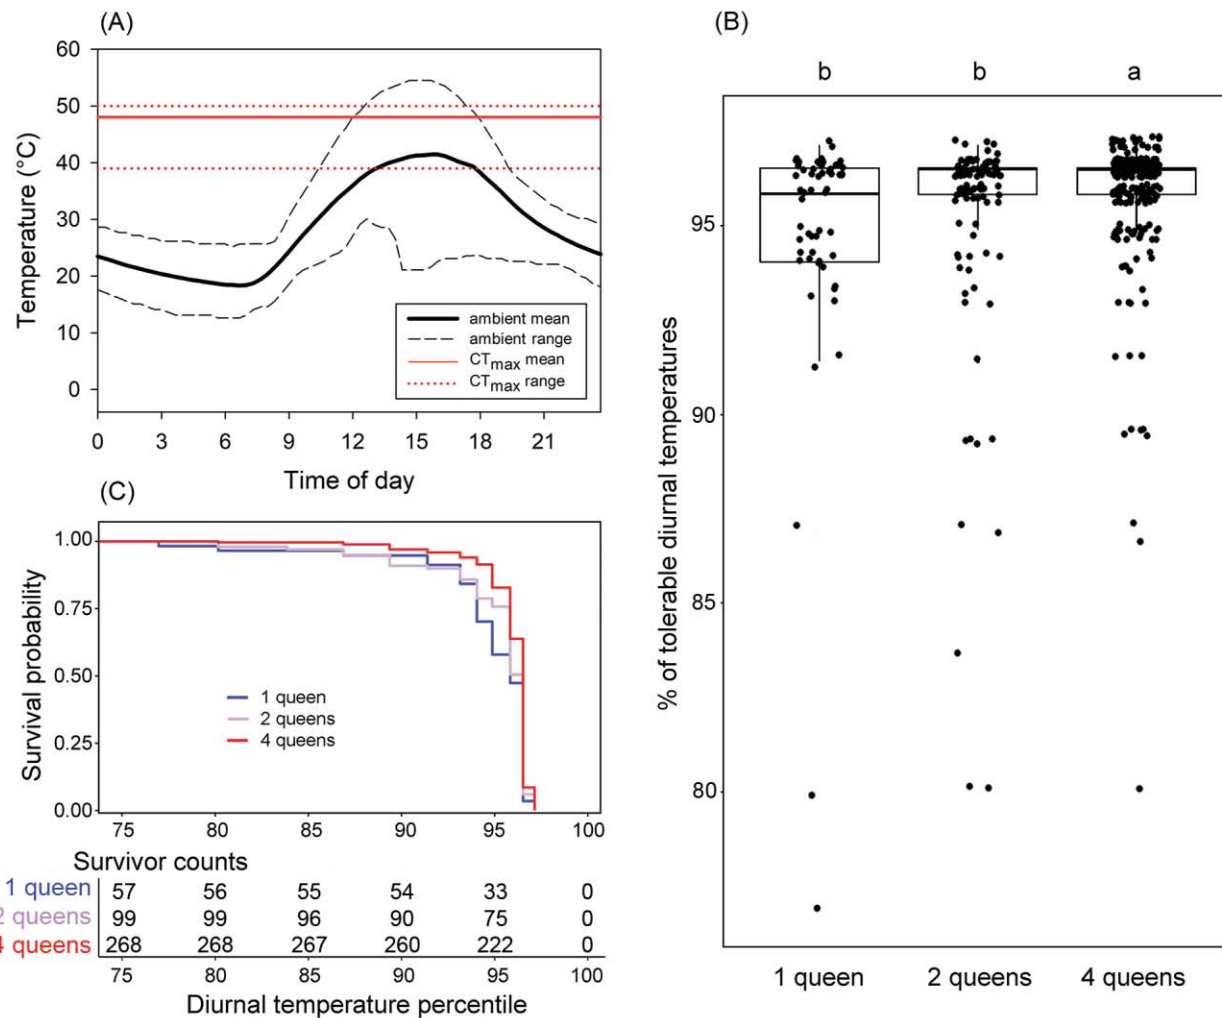 (A)
60
50
40
30
20
10
0
Temperature (°C)
ambient mean
ambient range
CTmax mean
CTmax range
0 3 6 9 12 15 18 21
Time of day
(B)
b b a
95
90
85
80
% of tolerable diurnal temperatures
1 queen 2 queens 4 queens
(C)
1.00
0.75
0.50
0.25
0.00
Survival probability
1 queen
2 queens
4 queens
75 80 85 90 95 100
Survivor counts
1 queen 57 56 55 54 33 0
2 queens 99 99 96 90 75 0
4 queens 268 268 267 260 222 0
75 80 85 90 95 100
Diurnal temperature percentile